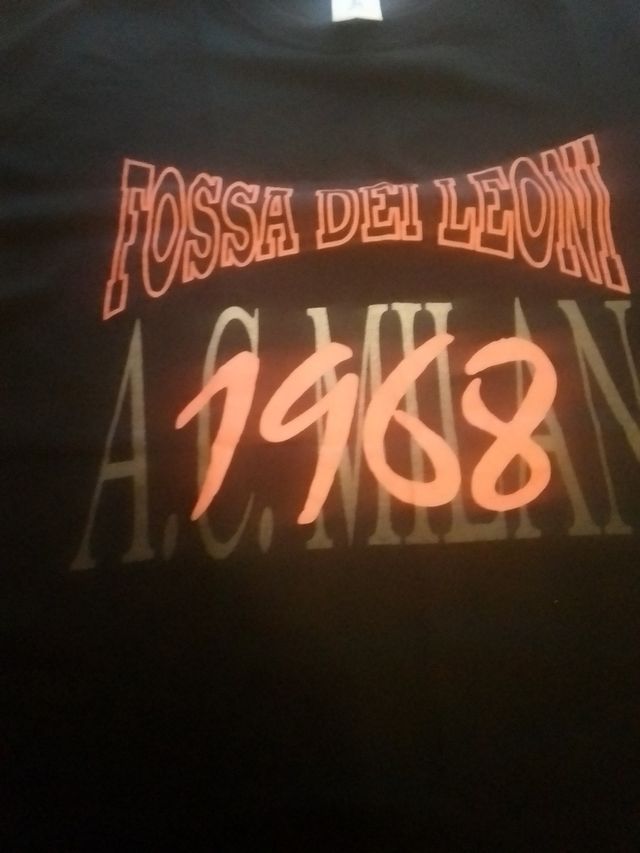 FOSSA DEI LEONI
A.C. MILAN
1968